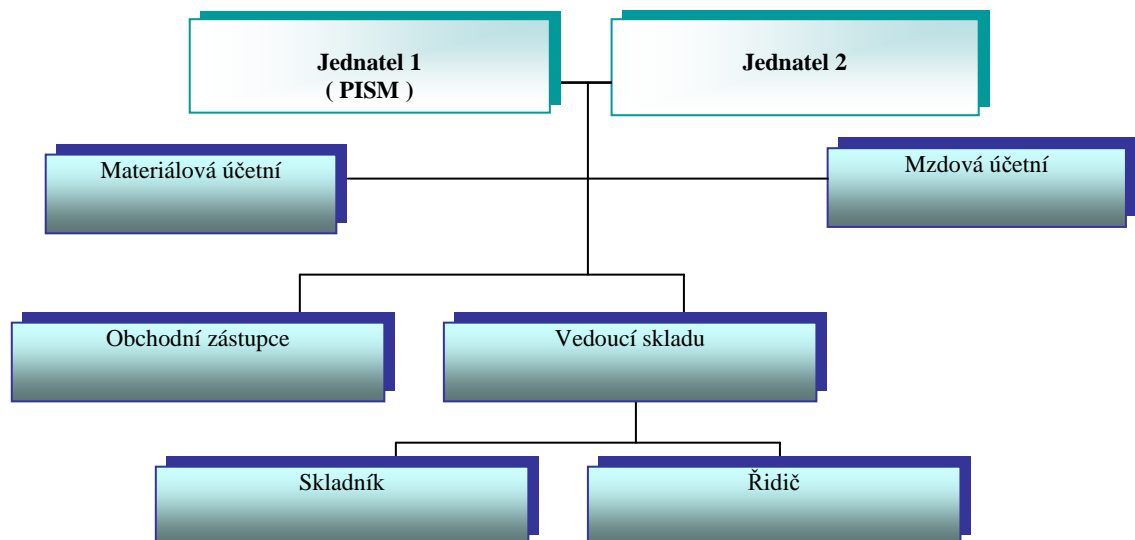 Jednatel 1
( PISM )
Jednatel 2
Materiálová účetní
Mzdová účetní
Obchodní zástupce
Vedoucí skladu
Skladník
Řidič